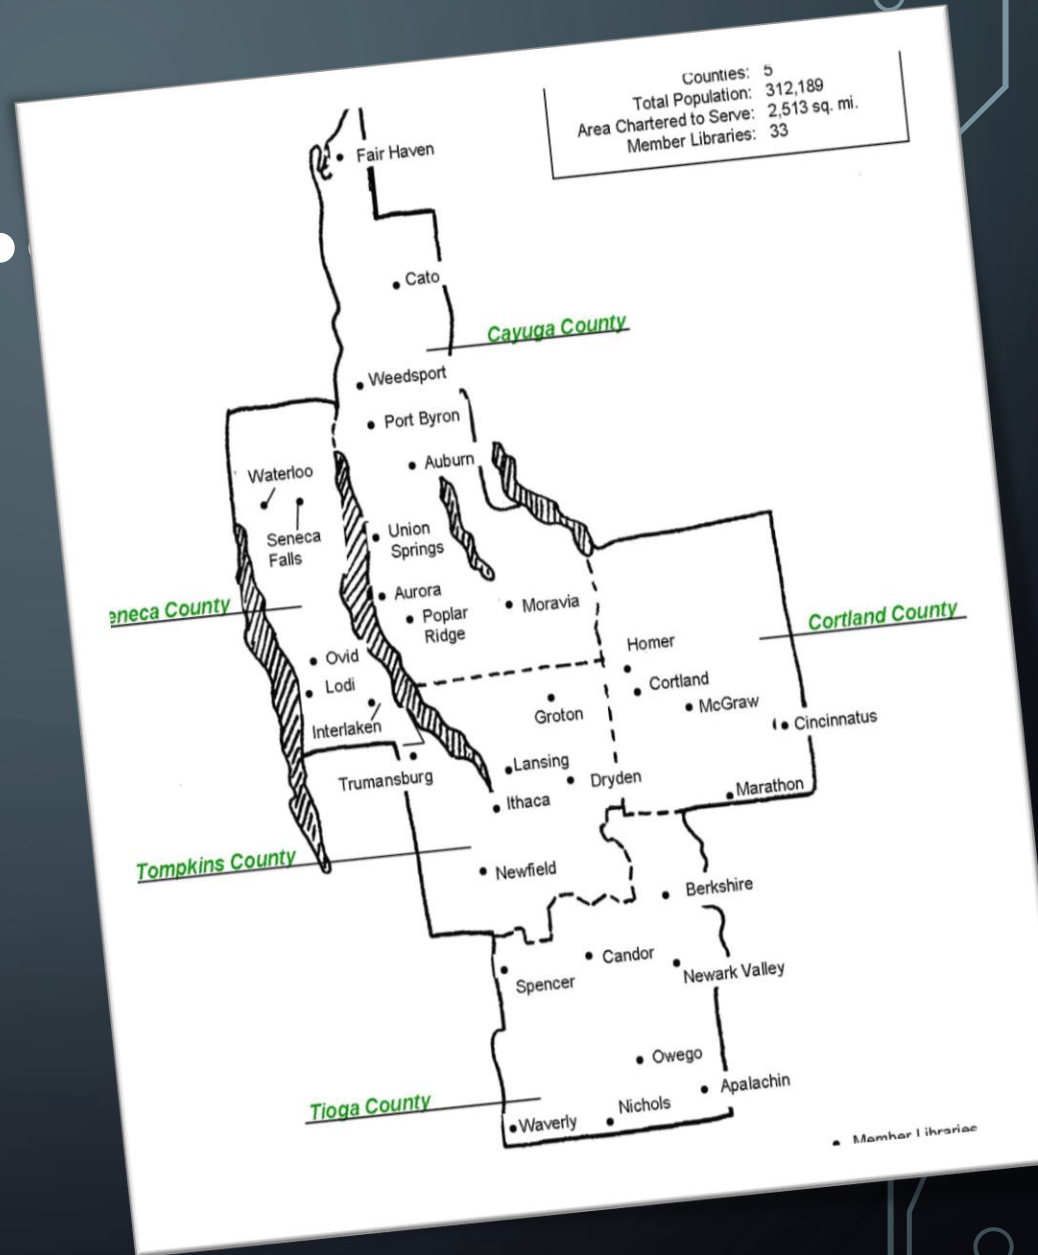 Counties: 5
Total Population: 312,189
Area Chartered to Serve: 2,513 sq. mi.
Member Libraries: 33
Fair Haven
Cato
Cayuga County
Weedsport
Port Byron
Auburn
Waterloo
Seneca
Falls
Union
Springs
Aurora
Poplar
Ridge
Moravia
eneca County
Cortland County
Homer
Ovid
Cortland
Lodi
McGraw
Groton
Interlaken
Cincinnatus
Lansing
Trumansburg
Dryden
Ithaca
Marathon
Tompkins County
Newfield
Berkshire
Candor
Spencer
Newark Valley
Owego
Apalachin
Tioga County
Nichols
Waverly
Member Libraries